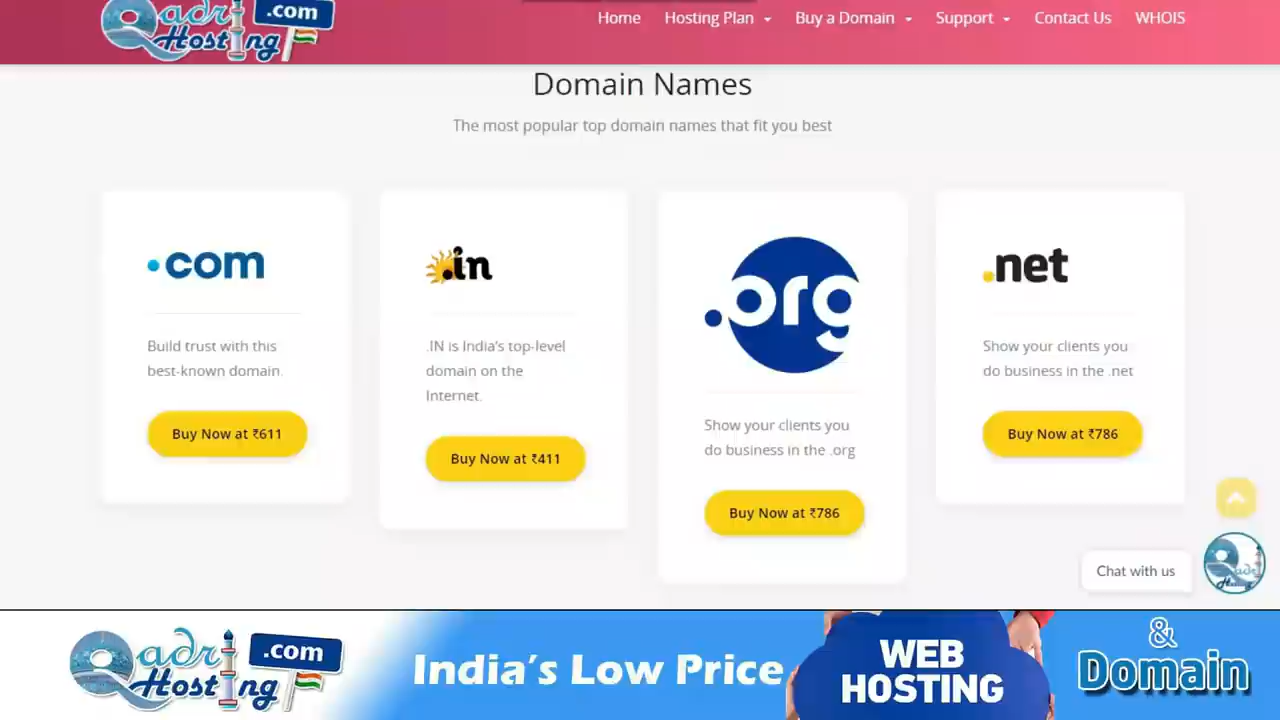 Qadri Hosting .com
Home Hosting Plan Buy a Domain Support Contact Us WHOIS
Domain Names
The most popular top domain names that fit you best
.com
Build trust with this
best-known domain.
Buy Now at ₹611
.in
.IN is India's top-level
domain on the
Internet.
Buy Now at ₹411
.org
Show your clients you
do business in the .org
Buy Now at ₹786
.net
Show your clients you
do business in the .net
Buy Now at ₹786
Chat with us
Qadri
Hosting
Qadri Hosting .com
India's Low Price
WEB
HOSTING
&
Domain